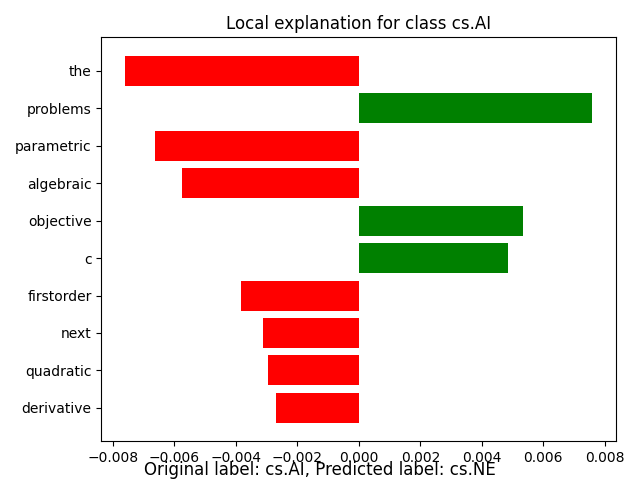 Local explanation for class cs.AI
the
problems
parametric
algebraic
objective
c
firstorder
next
quadratic
derivative
−0.008 −0.006 −0.004 −0.002 0.000 0.002 0.004 0.006 0.008
Original label: cs.AI, Predicted label: cs.NE